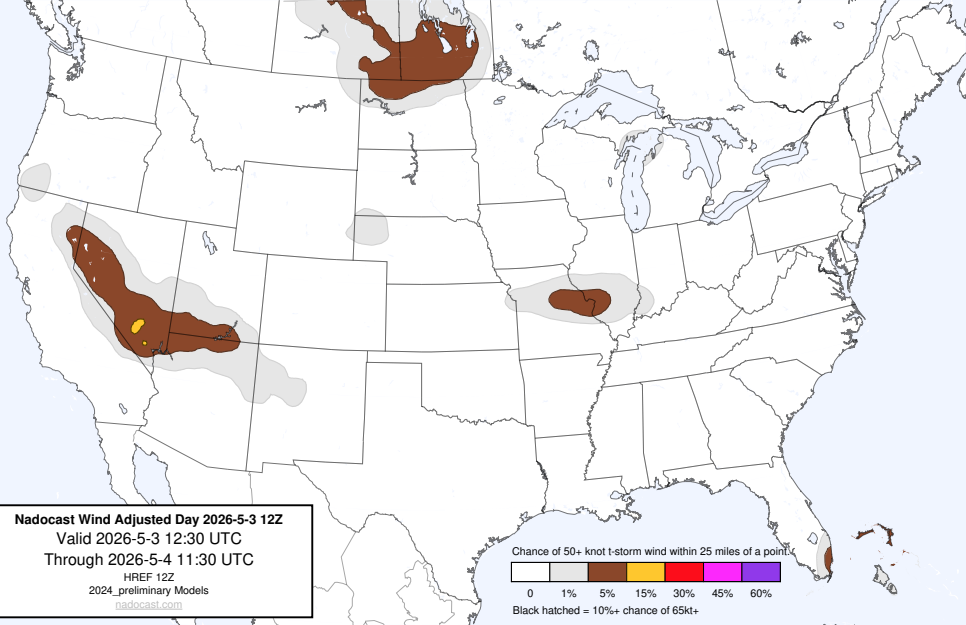 Nadocast Wind Adjusted Day 2026-5-3 12Z
Valid 2026-5-3 12:30 UTC
Through 2026-5-4 11:30 UTC
HREF 12Z
2024_preliminary Models
nadocast.com
Chance of 50+ knot t-storm wind within 25 miles of a point.
0 1% 5% 15% 30% 45% 60%
Black hatched = 10%+ chance of 65kt+